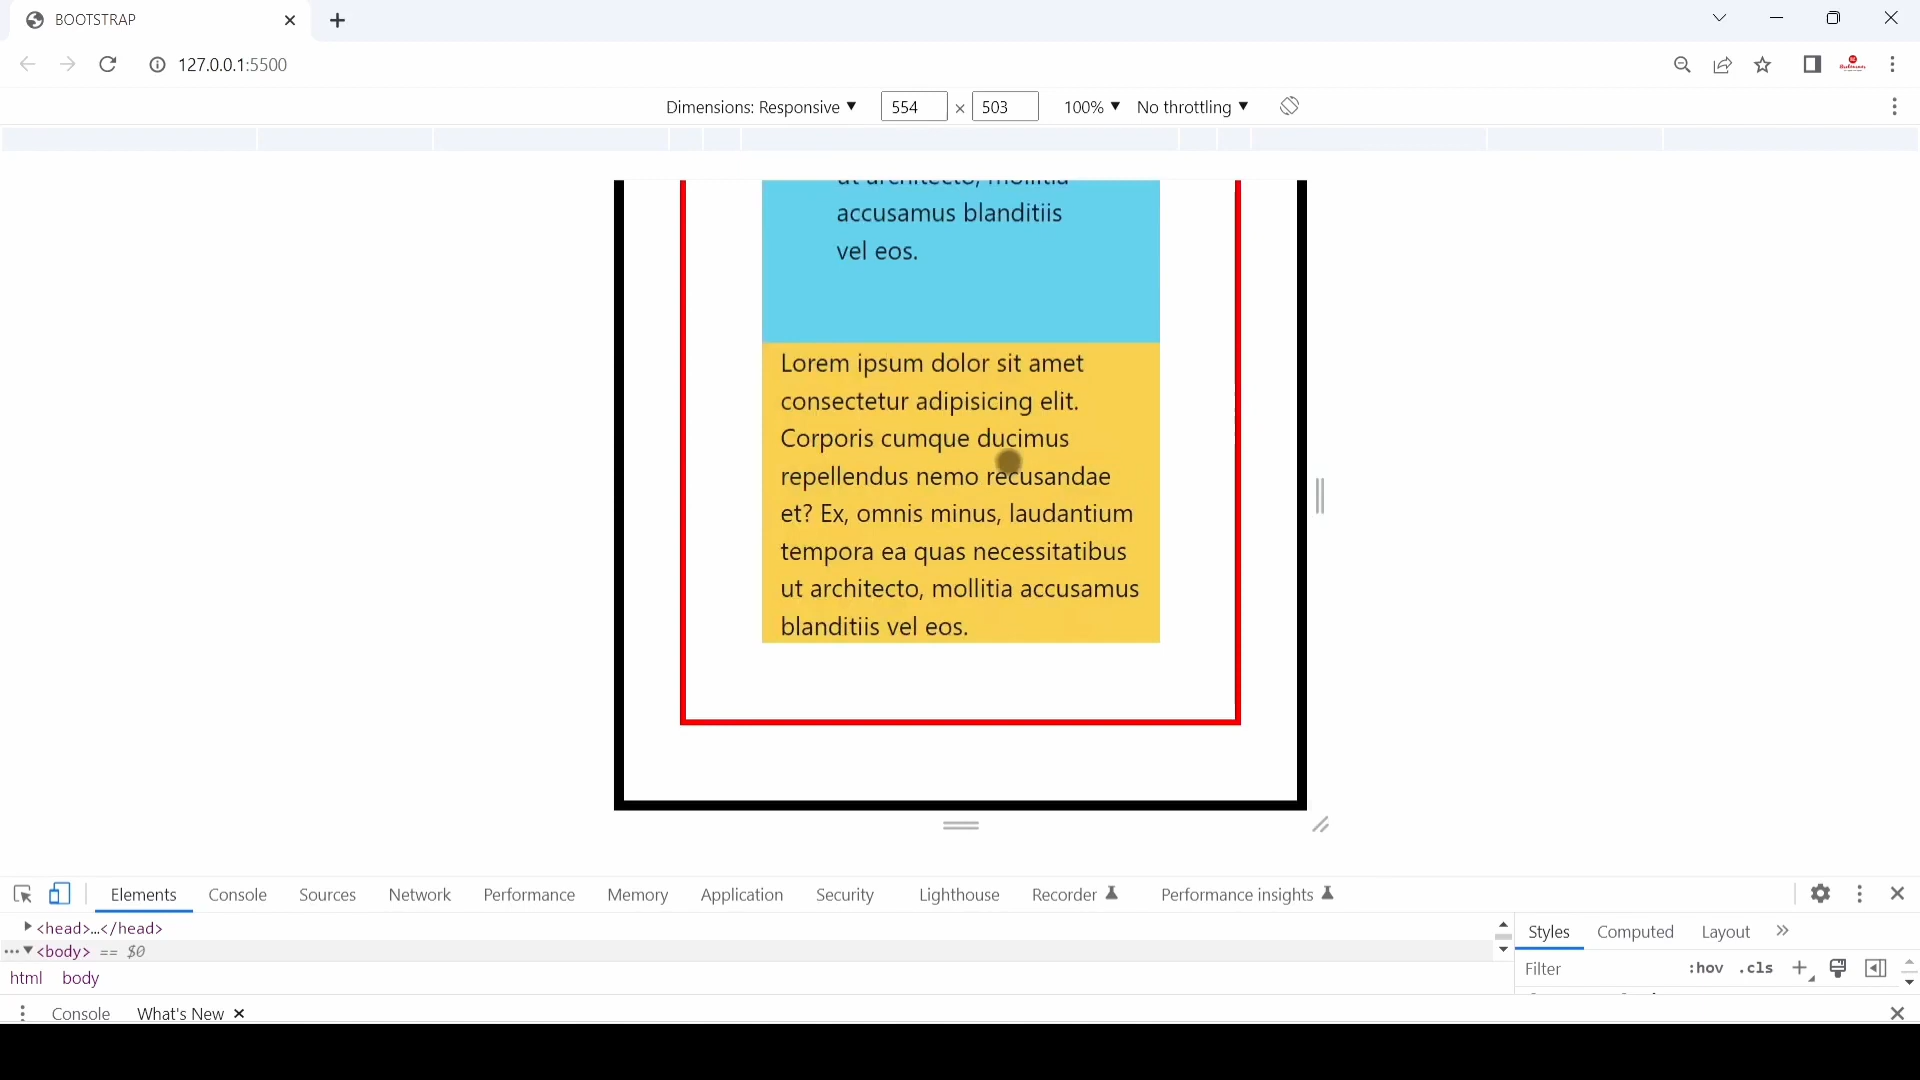 BOOTSTRAP
127.0.0.1:5500
Dimensions: Responsive 554 × 503 100% No throttling
ut architecto, mollitia
accusamus blanditiis
vel eos.
Lorem ipsum dolor sit amet
consectetur adipisicing elit.
Corporis cumque ducimus
repellendus nemo recusandae
et? Ex, omnis minus, laudantium
tempora ea quas necessitatibus
ut architecto, mollitia accusamus
blanditiis vel eos.
Elements Console Sources Network Performance Memory Application Security Lighthouse Recorder Performance insights
<head>…</head>
<body> == $0
html body
Styles Computed Layout
Filter :hov .cls
Console What's New